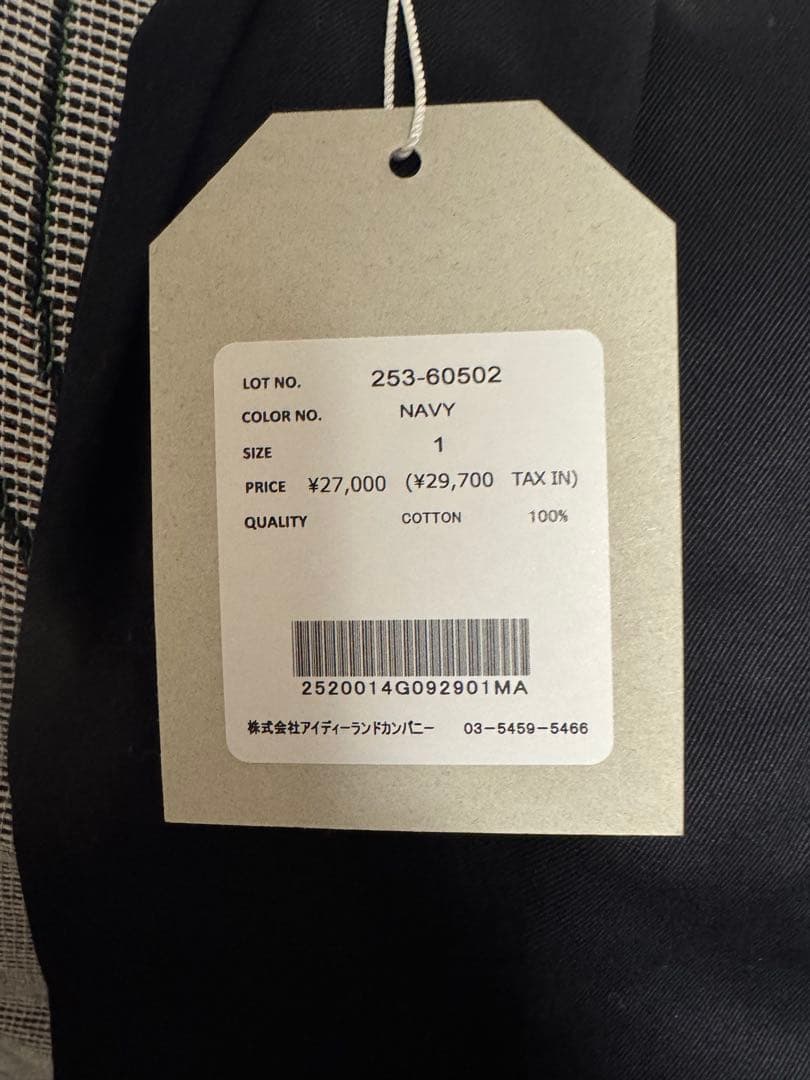 LOT NO. 253-60502
COLOR NO. NAVY
SIZE 1
PRICE ¥27,000 (¥29,700 TAX IN)
QUALITY COTTON 100%
2520014G092901MA
株式会社アイディーランドカンパニー 03-5459-5466